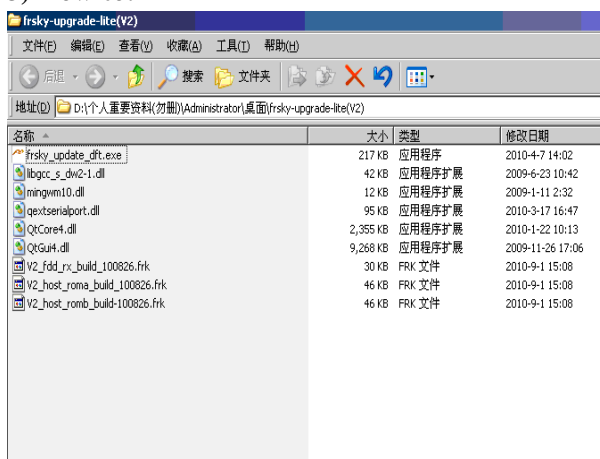 frsky-upgrade-lite(V2)
文件(F) 编辑(E) 查看(V) 收藏(A) 工具(T) 帮助(H)
后退 搜索 文件夹
地址(D) D:\个人重要资料(勿删)\Administrator\桌面\frsky-upgrade-lite(V2)
名称 大小 类型 修改日期
frsky_update_dft.exe 217 KB 应用程序 2010-4-7 14:02
libgcc_s_dw2-1.dll 42 KB 应用程序扩展 2009-6-23 10:42
mingwm10.dll 12 KB 应用程序扩展 2009-1-11 2:32
qextserialport.dll 95 KB 应用程序扩展 2010-3-17 16:47
QtCore4.dll 2,355 KB 应用程序扩展 2010-1-22 10:13
QtGui4.dll 9,268 KB 应用程序扩展 2009-11-26 17:06
V2_fdd_rx_build_100826.frk 30 KB FRK 文件 2010-9-1 15:08
V2_host_roma_build_100826.frk 46 KB FRK 文件 2010-9-1 15:08
V2_host_romb_build-100826.frk 46 KB FRK 文件 2010-9-1 15:08